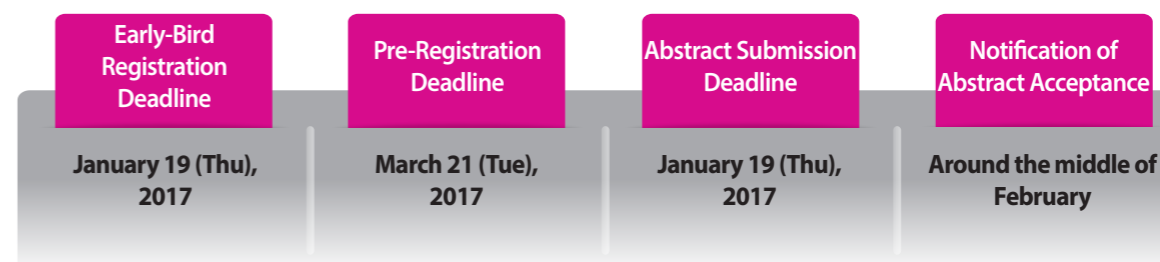 Early-Bird
Registration
Deadline
January 19 (Thu),
2017
Pre-Registration
Deadline
March 21 (Tue),
2017
Abstract Submission
Deadline
January 19 (Thu),
2017
Notification of
Abstract Acceptance
Around the middle of
February